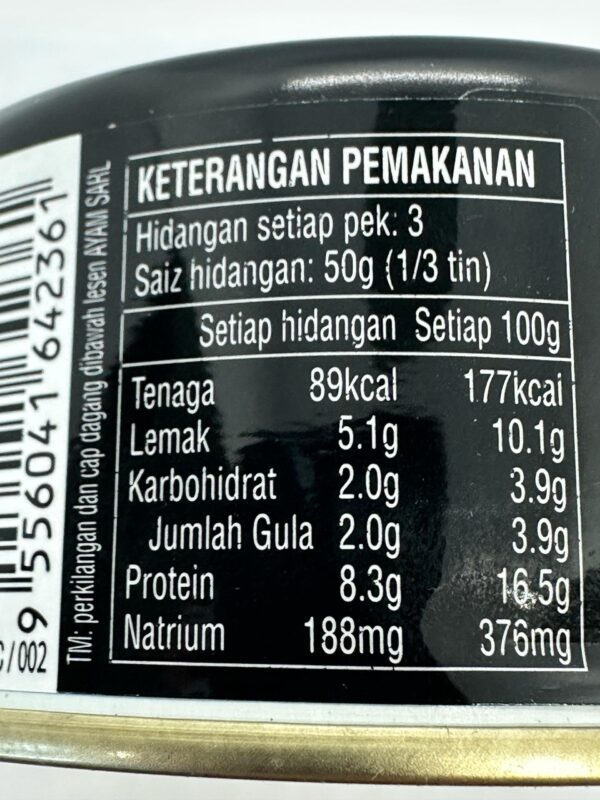 KETERANGAN PEMAKANAN
Hidangan setiap pek: 3
Saiz hidangan: 50g (1/3 tin)
Setiap hidangan Setiap 100g
Tenaga 89kcal 177kcal
Lemak 5.1g 10.1g
Karbohidrat 2.0g 3.9g
Jumlah Gula 2.0g 3.9g
Protein 8.3g 16.5g
Natrium 188mg 376mg
TM: perkilangan dan cap dagang dibawah lesen AYAM SAHL
9 556041 642361
/002